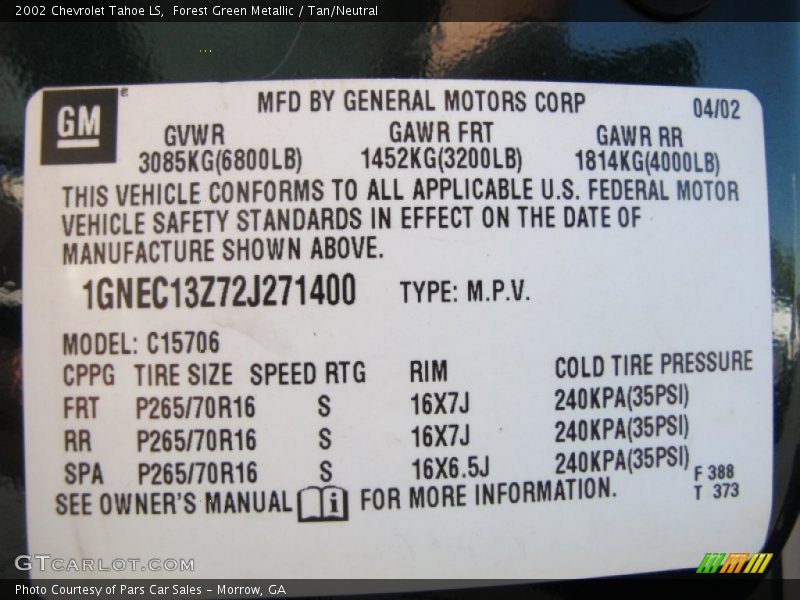 2002 Chevrolet Tahoe LS,  Forest Green Metallic / Tan/Neutral
GM
MFD BY GENERAL MOTORS CORP 04/02
GVWR GAWR FRT GAWR RR
3085KG(6800LB) 1452KG(3200LB) 1814KG(4000LB)
THIS VEHICLE CONFORMS TO ALL APPLICABLE U.S. FEDERAL MOTOR
VEHICLE SAFETY STANDARDS IN EFFECT ON THE DATE OF
MANUFACTURE SHOWN ABOVE.
1GNEC13Z72J271400 TYPE: M.P.V.
MODEL: C15706
CPPG TIRE SIZE SPEED RTG RIM COLD TIRE PRESSURE
FRT P265/70R16 S 16X7J 240KPA(35PSI)
RR P265/70R16 S 16X7J 240KPA(35PSI)
SPA P265/70R16 S 16X6.5J 240KPA(35PSI)
F 388
SEE OWNER'S MANUAL i FOR MORE INFORMATION.
T 373
GTCARLOT.COM
Photo Courtesy of Pars Car Sales - Morrow, GA